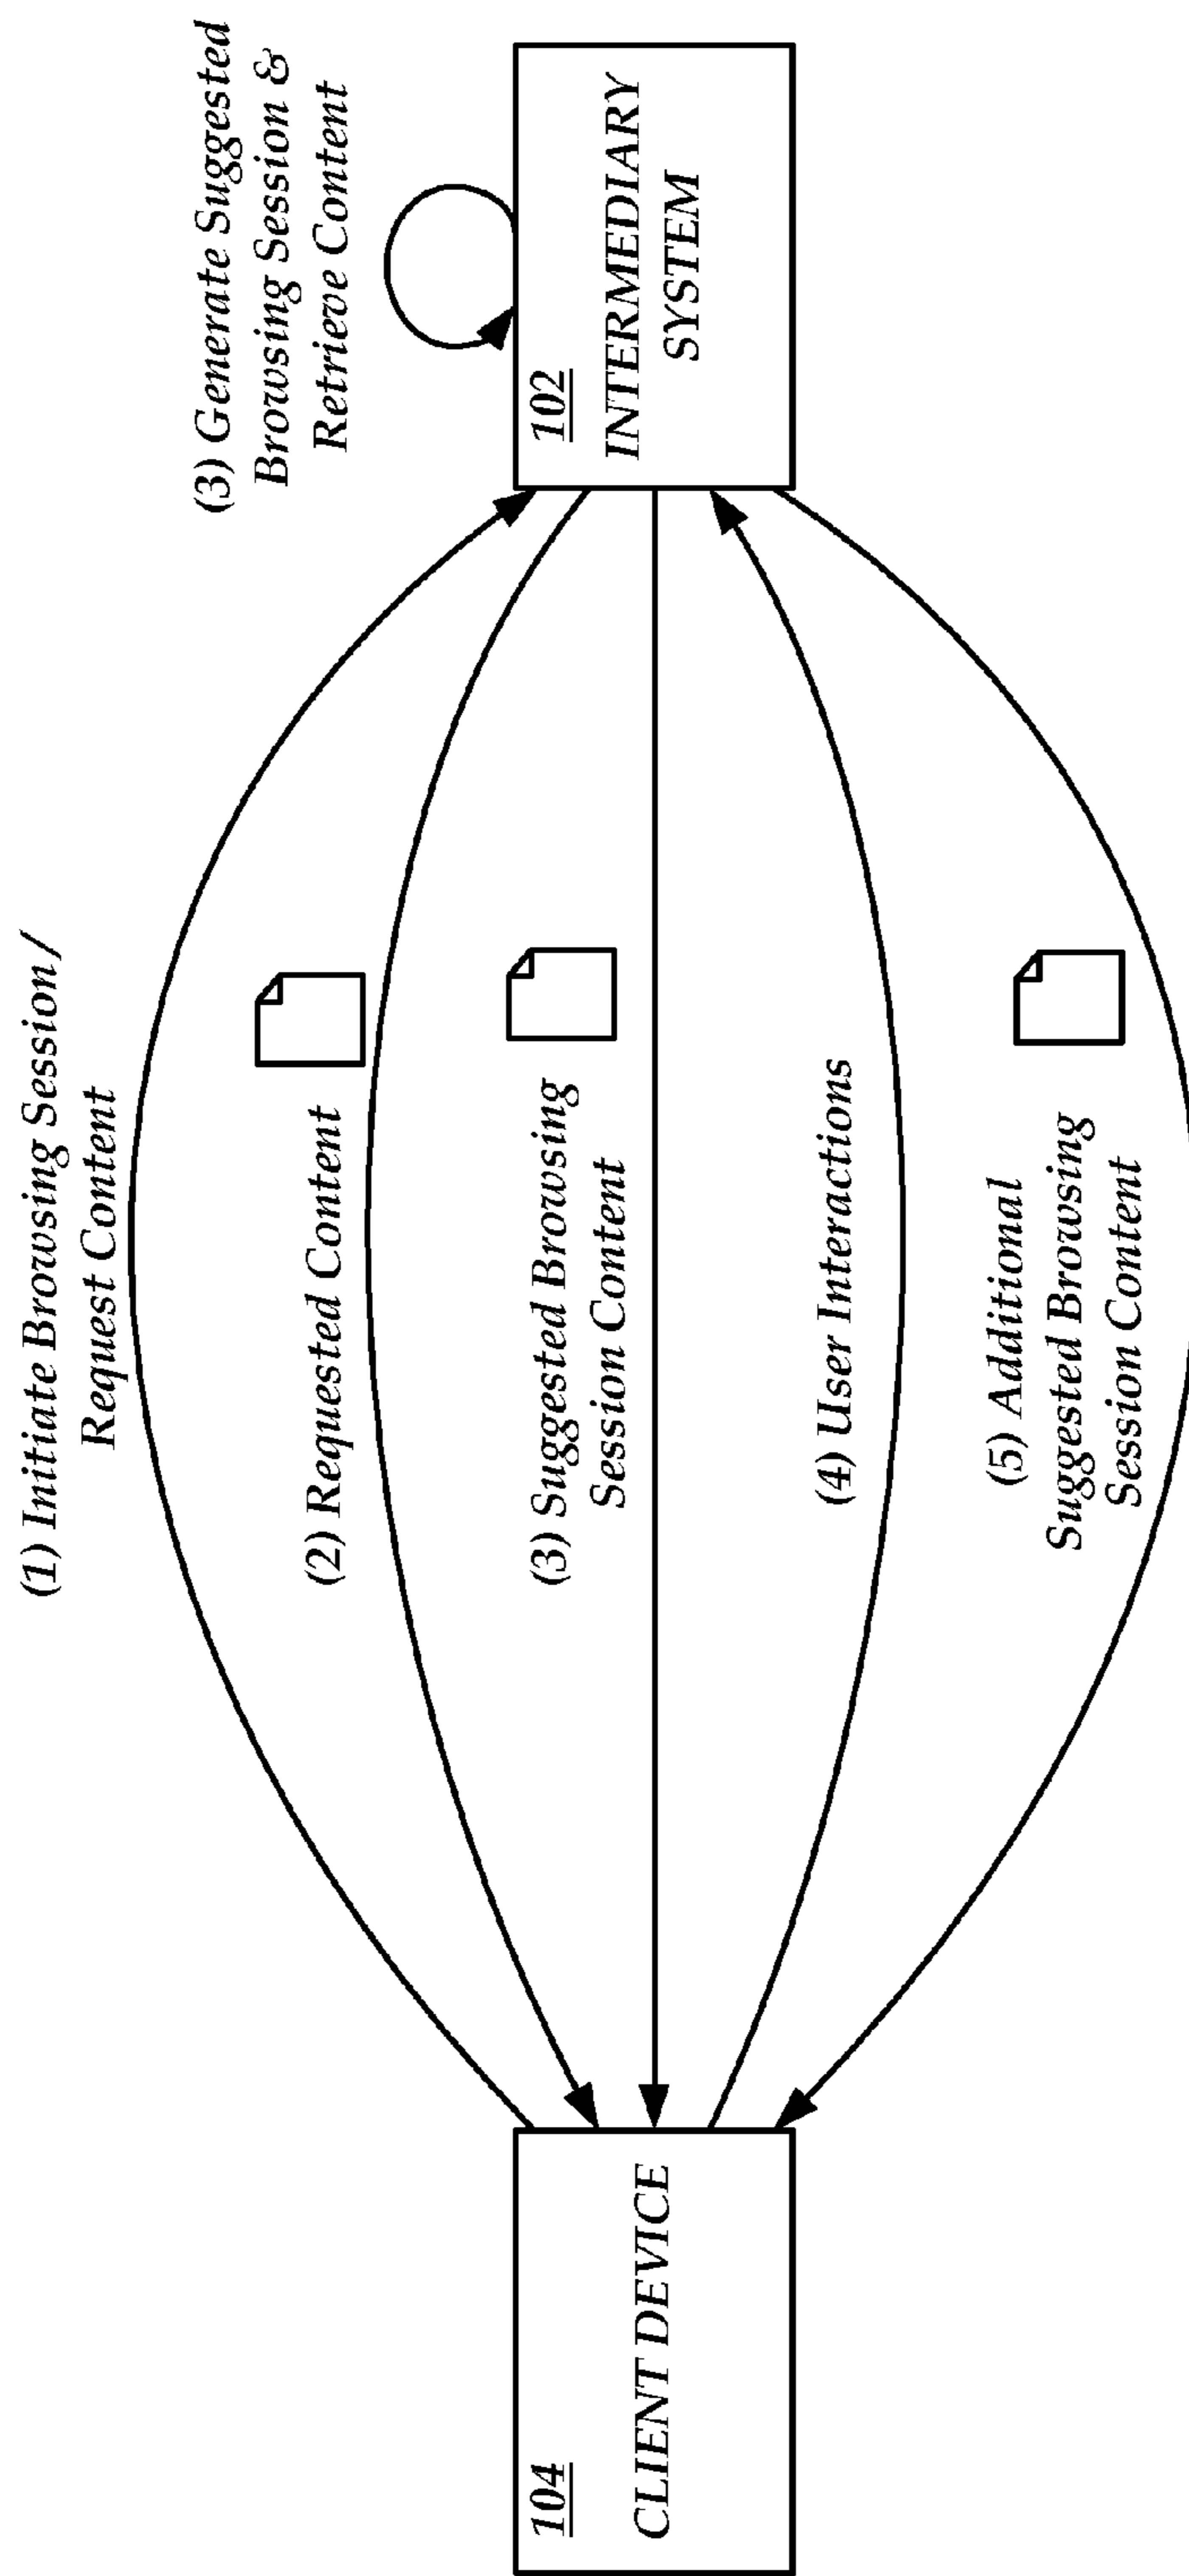 (1) Initiate Browsing Session /
Request Content
(3) Generate Suggested
Browsing Session &
Retrieve Content
(2) Requested Content
104
CLIENT DEVICE
102
INTERMEDIARY
SYSTEM
(3) Suggested Browsing
Session Content
(4) User Interactions
(5) Additional
Suggested Browsing
Session Content